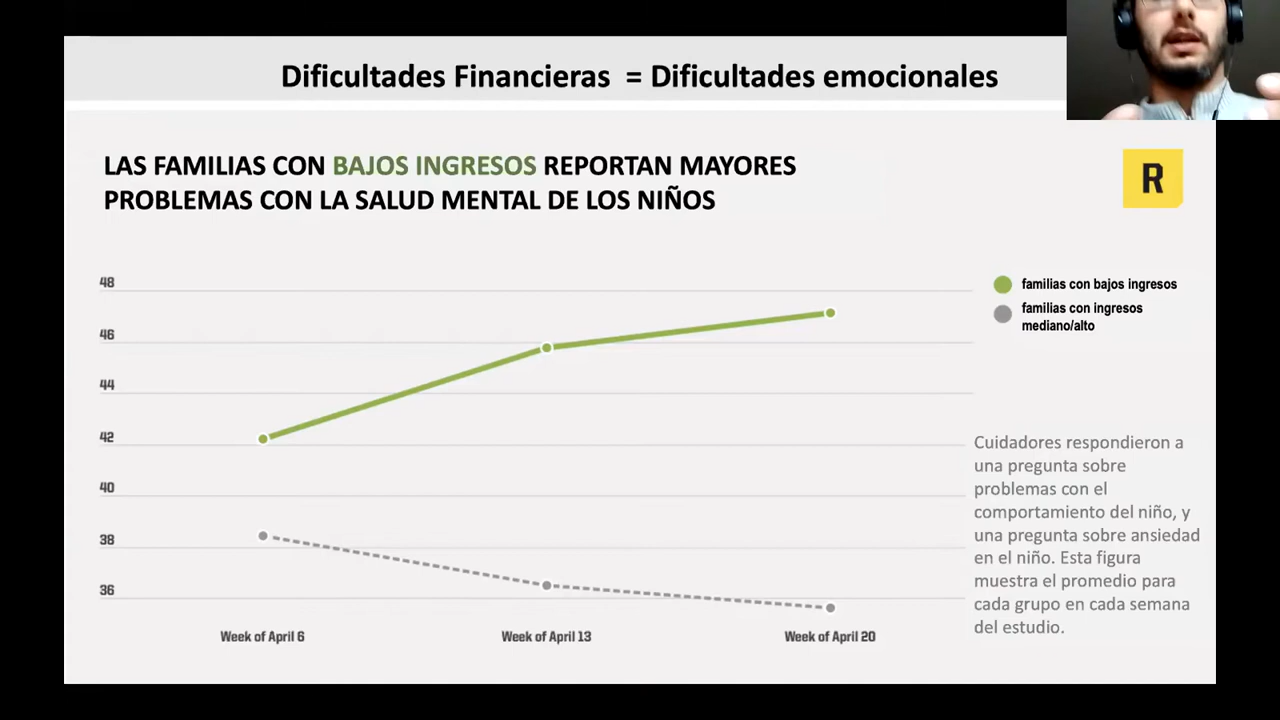 Dificultades Financieras = Dificultades emocionales
LAS FAMILIAS CON BAJOS INGRESOS REPORTAN MAYORES
PROBLEMAS CON LA SALUD MENTAL DE LOS NIÑOS
R
48
46
44
42
40
38
36
Week of April 6
Week of April 13
Week of April 20
familias con bajos ingresos
familias con ingresos
mediano/alto
Cuidadores respondieron a
una pregunta sobre
problemas con el
comportamiento del niño, y
una pregunta sobre ansiedad
en el niño. Esta figura
muestra el promedio para
cada grupo en cada semana
del estudio.